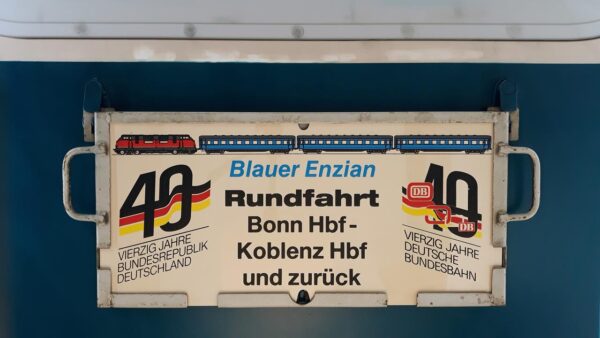 Blauer Enzian
Rundfahrt
Bonn Hbf -
Koblenz Hbf
und zurück
40
VIERZIG JAHRE
BUNDESREPUBLIK
DEUTSCHLAND
40
DB
DB
VIERZIG JAHRE
DEUTSCHE
BUNDESBAHN